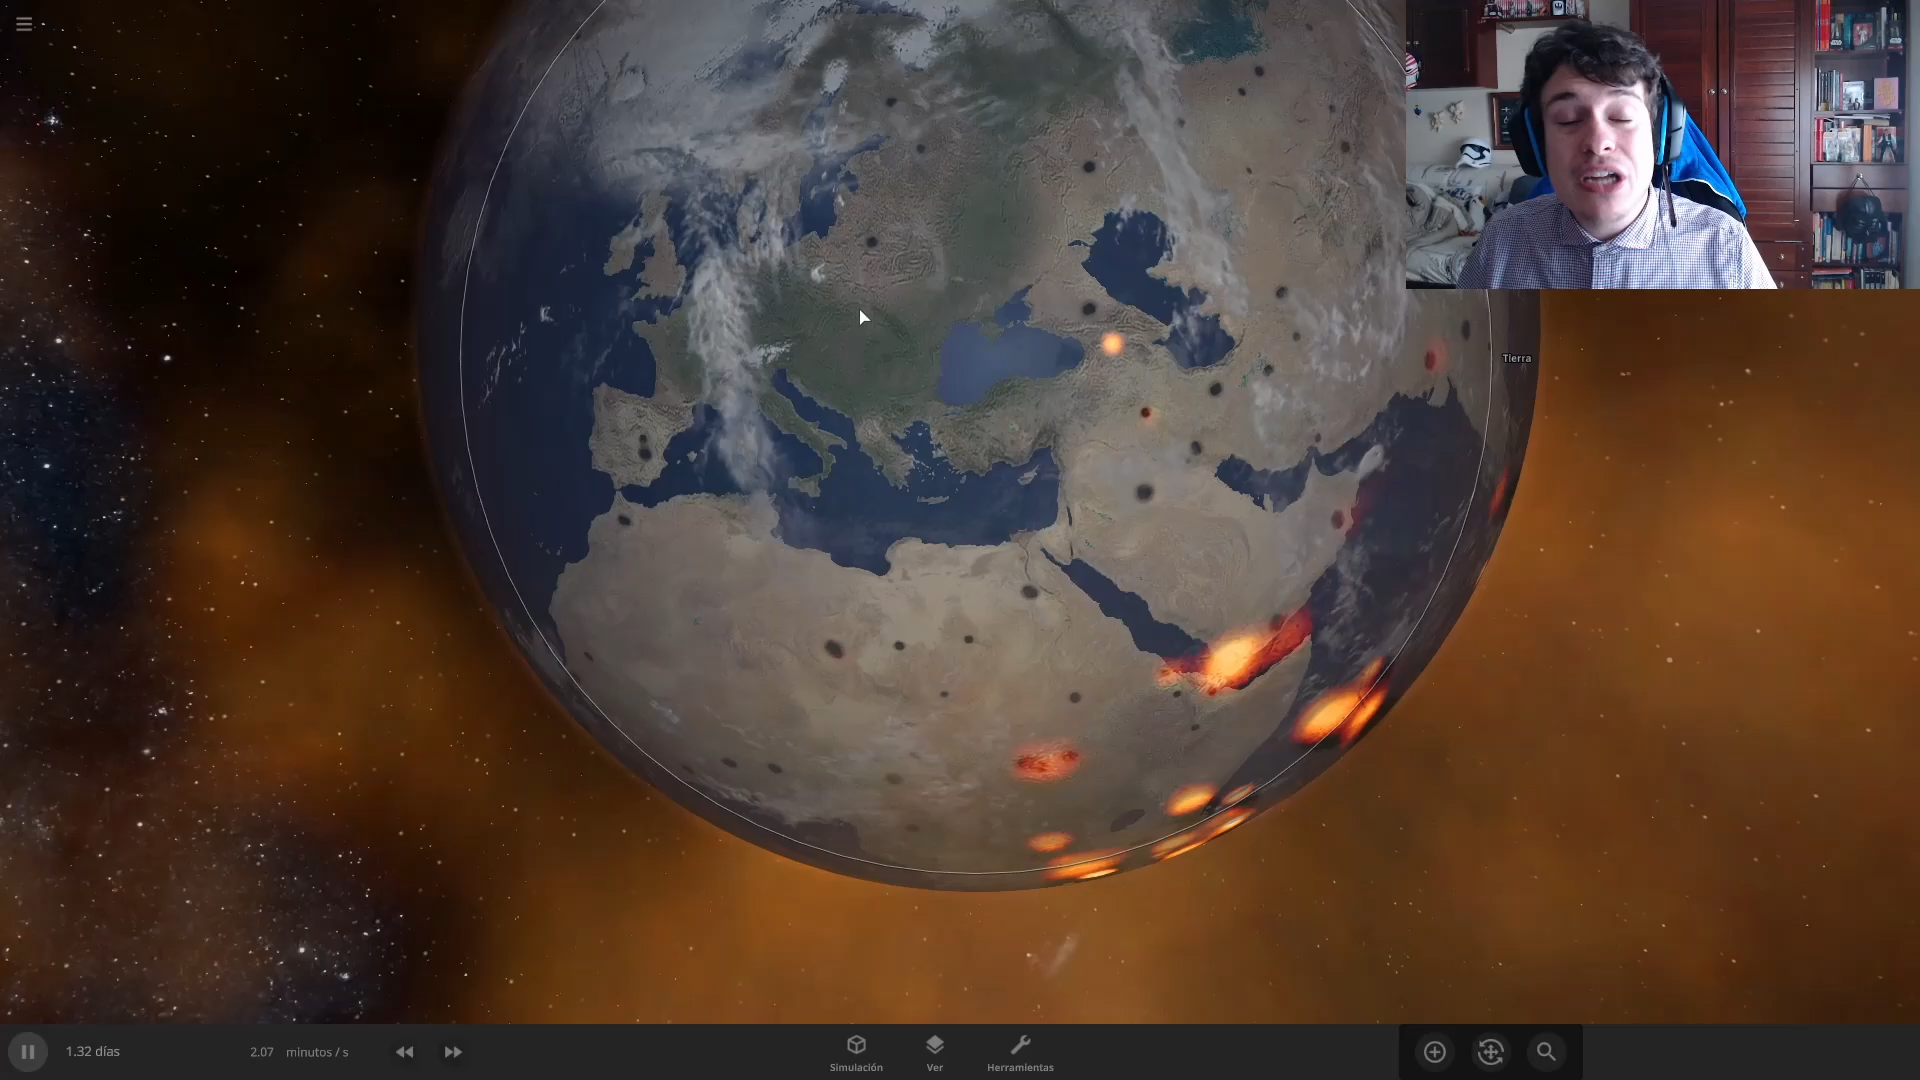 Tierra
1.32 días
2.07 minutos / s
Simulación
Ver
Herramientas